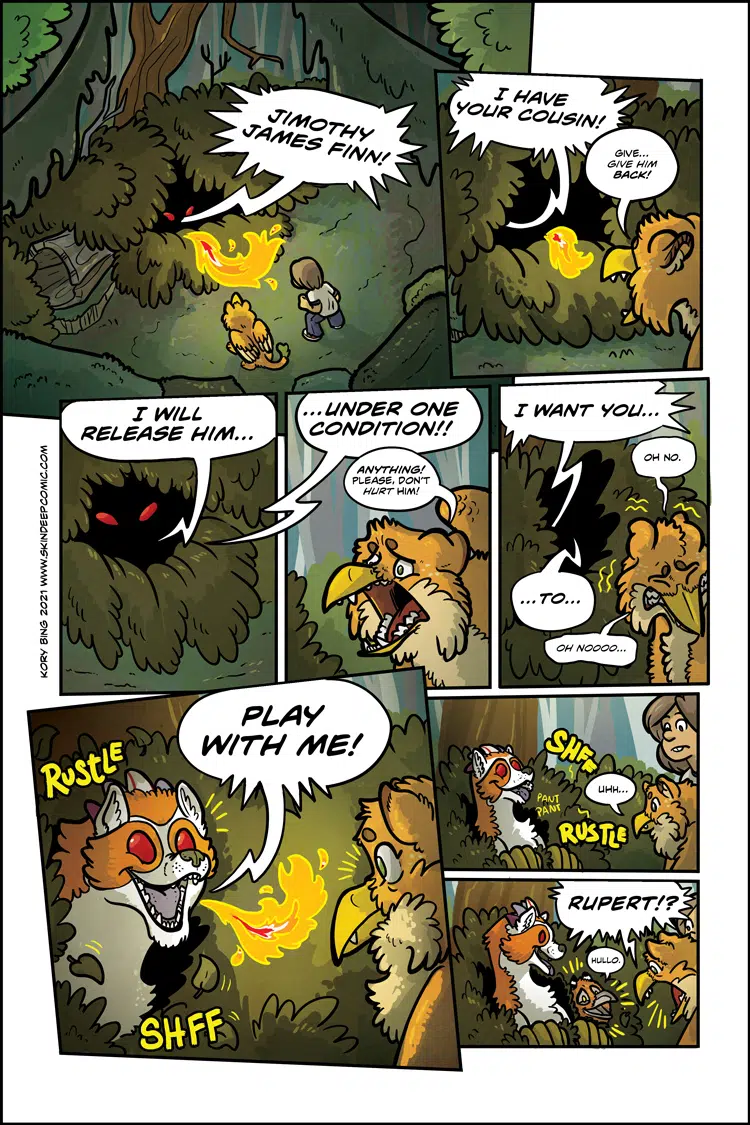 JIMOTHY
JAMES FINN!
I HAVE
YOUR COUSIN!
GIVE...
GIVE HIM
BACK!
I WILL
RELEASE HIM...
...UNDER ONE
CONDITION!!
ANYTHING!
PLEASE, DON'T
HURT HIM!
I WANT YOU...
OH NO.
...TO...
OH NOOOO...
KORY BING 2021 WWW.SKINDEEPCOMIC.COM
PLAY
WITH ME!
RUSTLE
SHFF
SHFF
UHH...
PANT
PANT
RUSTLE
RUPERT!?
HULLO.